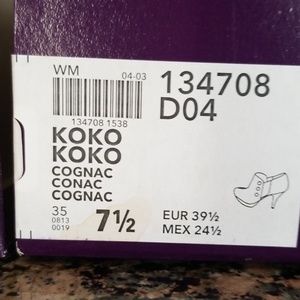 WM 04-03
134708 1538
134708
D04
KOKO
KOKO
COGNAC
CONAC
COGNAC
35
0813
0019
7½
EUR 39½
MEX 24½